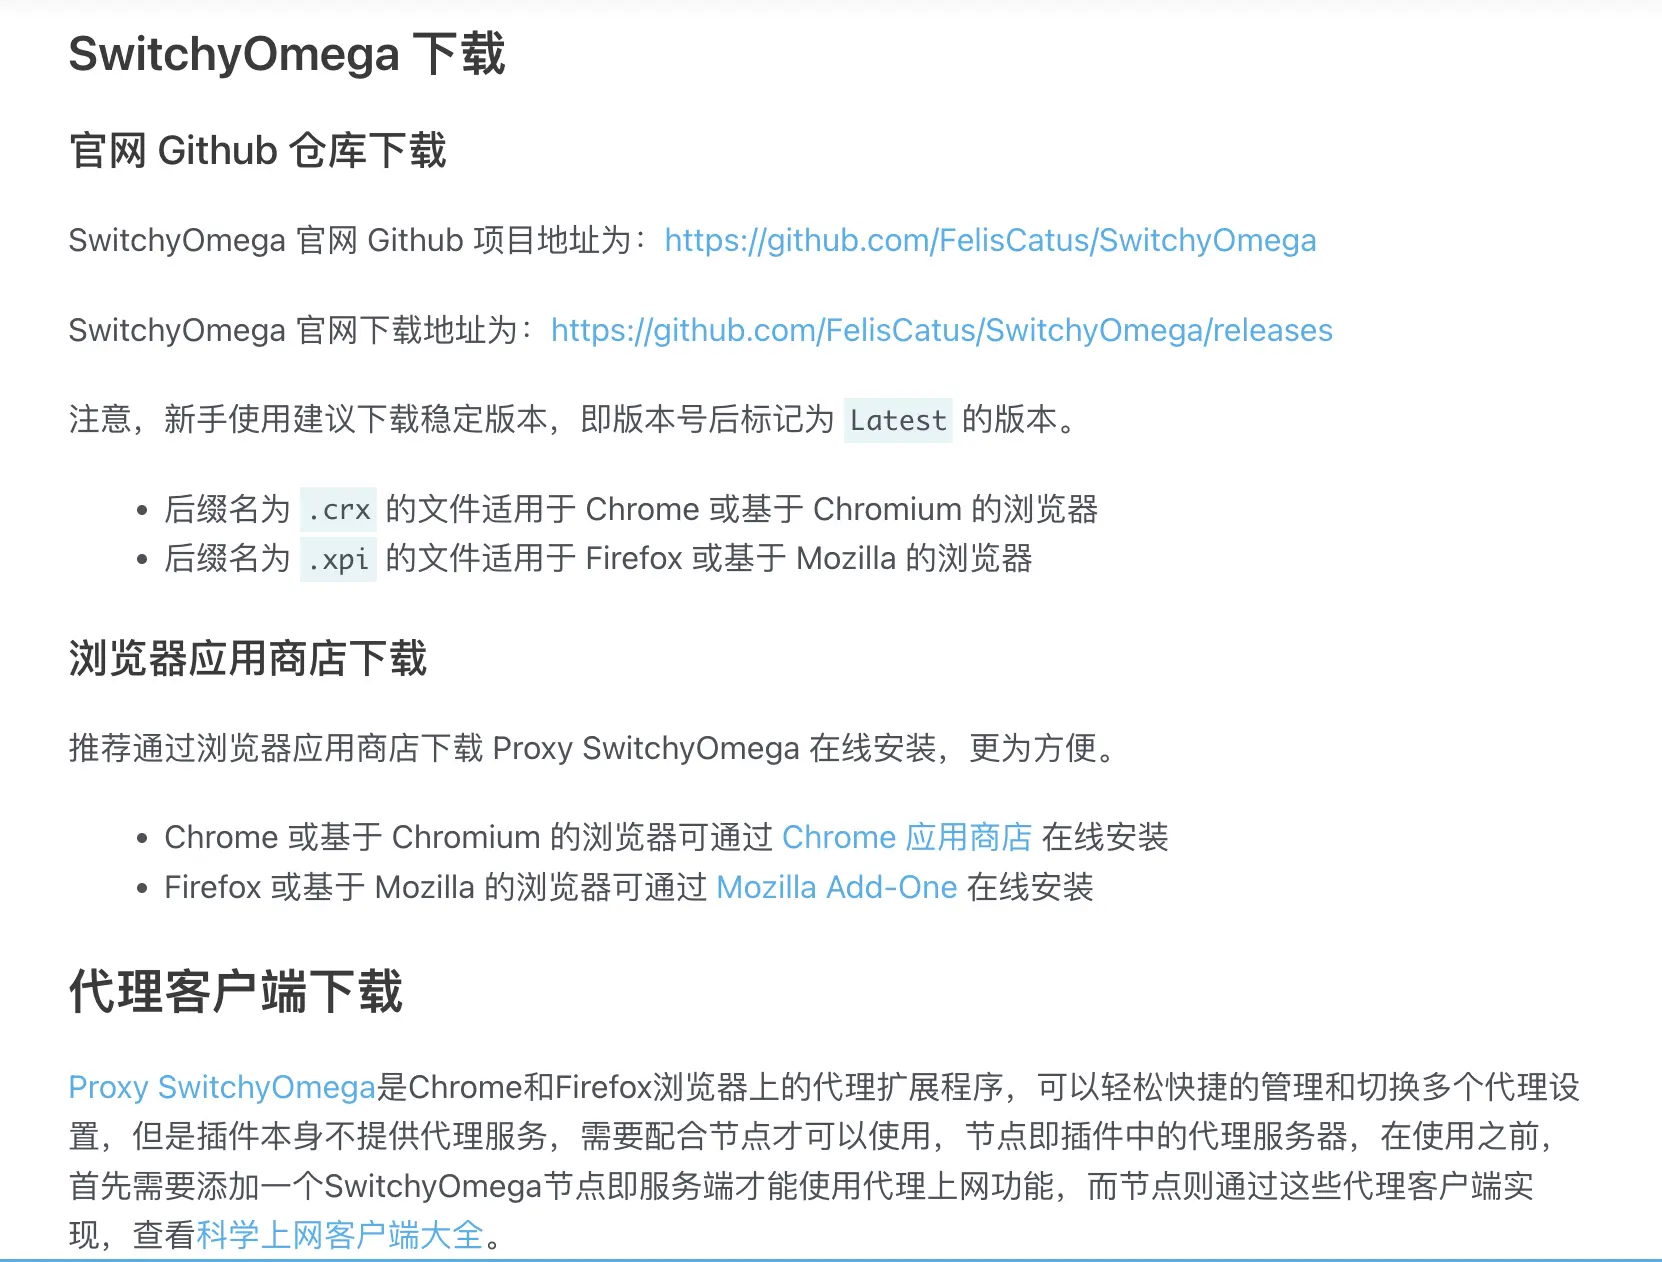 SwitchyOmega 下载
官网 Github 仓库下载
SwitchyOmega 官网 Github 项目地址为：https://github.com/FelisCatus/SwitchyOmega
SwitchyOmega 官网下载地址为：https://github.com/FelisCatus/SwitchyOmega/releases
注意，新手使用建议下载稳定版本，即版本号后标记为 Latest 的版本。
• 后缀名为 .crx 的文件适用于 Chrome 或基于 Chromium 的浏览器
• 后缀名为 .xpi 的文件适用于 Firefox 或基于 Mozilla 的浏览器
浏览器应用商店下载
推荐通过浏览器应用商店下载 Proxy SwitchyOmega 在线安装，更为方便。
• Chrome 或基于 Chromium 的浏览器可通过 Chrome 应用商店 在线安装
• Firefox 或基于 Mozilla 的浏览器可通过 Mozilla Add-One 在线安装
代理客户端下载
Proxy SwitchyOmega是Chrome和Firefox浏览器上的代理扩展程序，可以轻松快捷的管理和切换多个代理设
置，但是插件本身不提供代理服务，需要配合节点才可以使用，节点即插件中的代理服务器，在使用之前，
首先需要添加一个SwitchyOmega节点即服务端才能使用代理上网功能，而节点则通过这些代理客户端实
现，查看科学上网客户端大全。